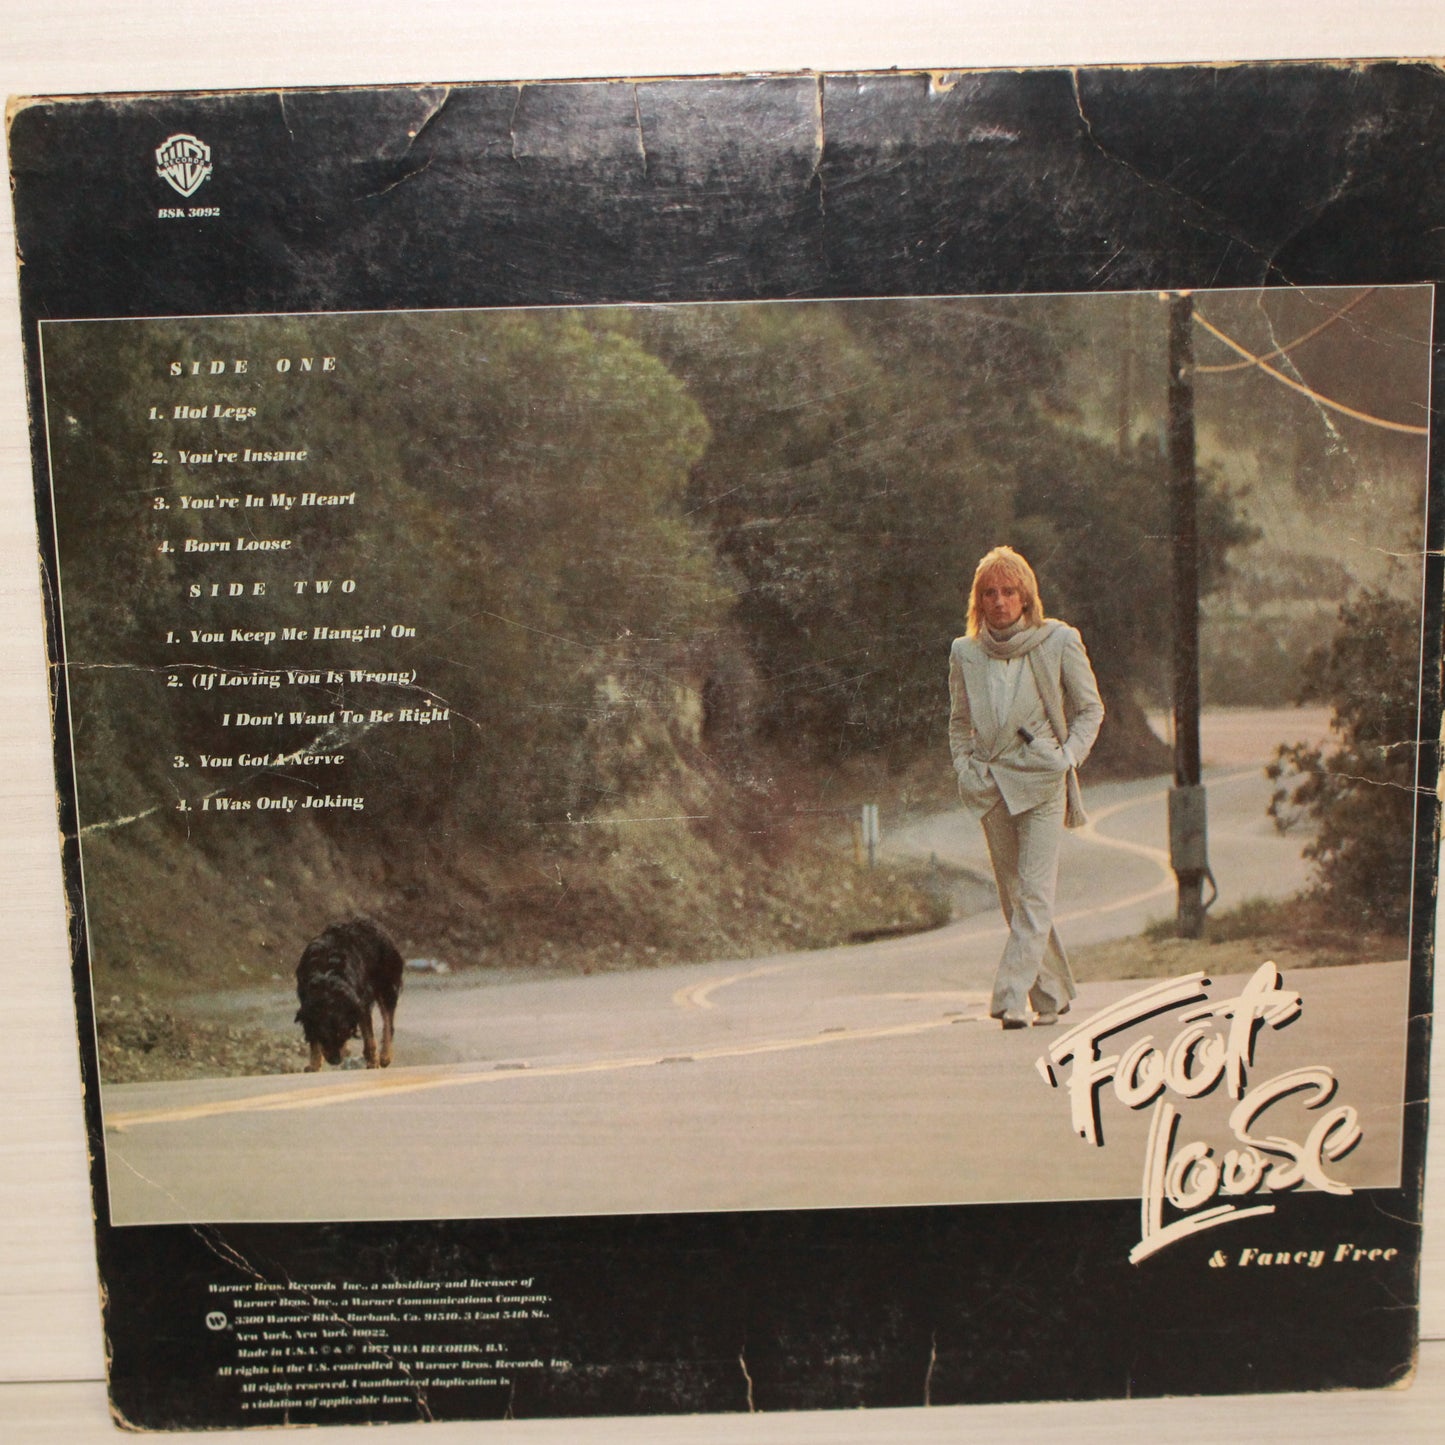 W RECORDS
BSK 3092
SIDE ONE
1. Hot Legs
2. You're Insane
3. You're In My Heart
4. Born Loose
SIDE TWO
1. You Keep Me Hangin' On
2. (If Loving You Is Wrong)
I Don't Want To Be Right
3. You Got A Nerve
4. I Was Only Joking
Foot
Loose
& Fancy Free
Warner Bros. Records Inc., a subsidiary and licensee of
Warner Bros. Inc., a Warner Communications Company.
3300 Warner Blvd., Burbank, Ca. 91510. 3 East 54th St.,
New York, New York 10022.
Made in U.S.A. © & ℗ 1977 WEA RECORDS, B.V.
All rights in the U.S. controlled by Warner Bros. Records Inc.
All rights reserved. Unauthorized duplication is
a violation of applicable laws.